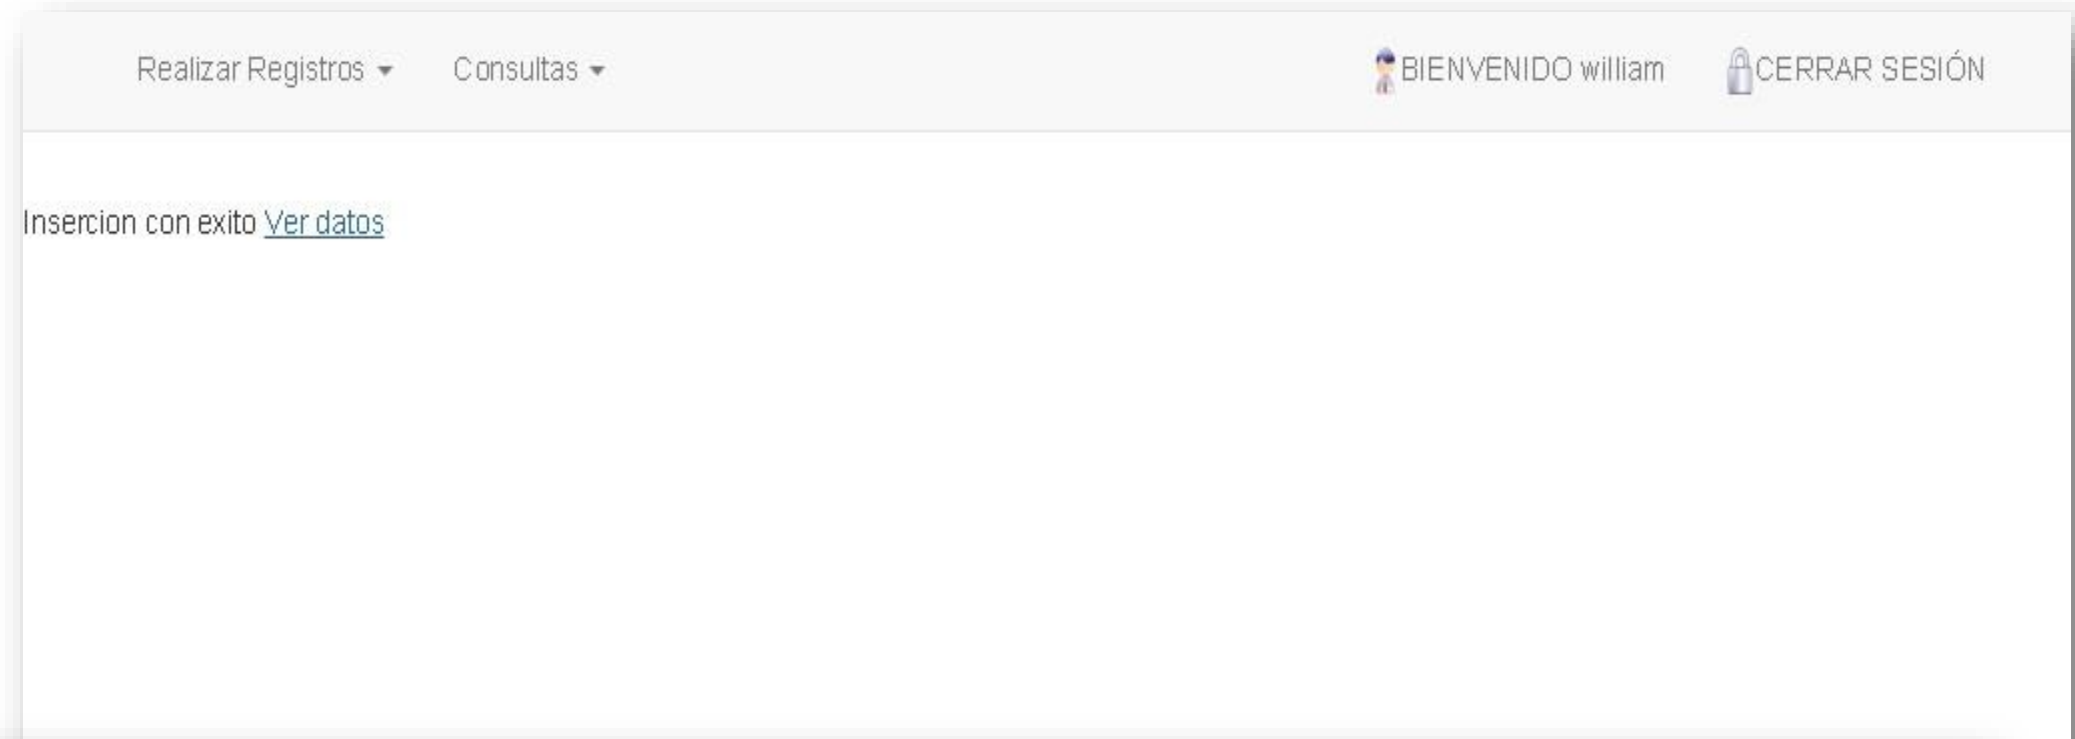 Realizar Registros Consultas BIENVENIDO william CERRAR SESIÓN
Insercion con exito Ver datos